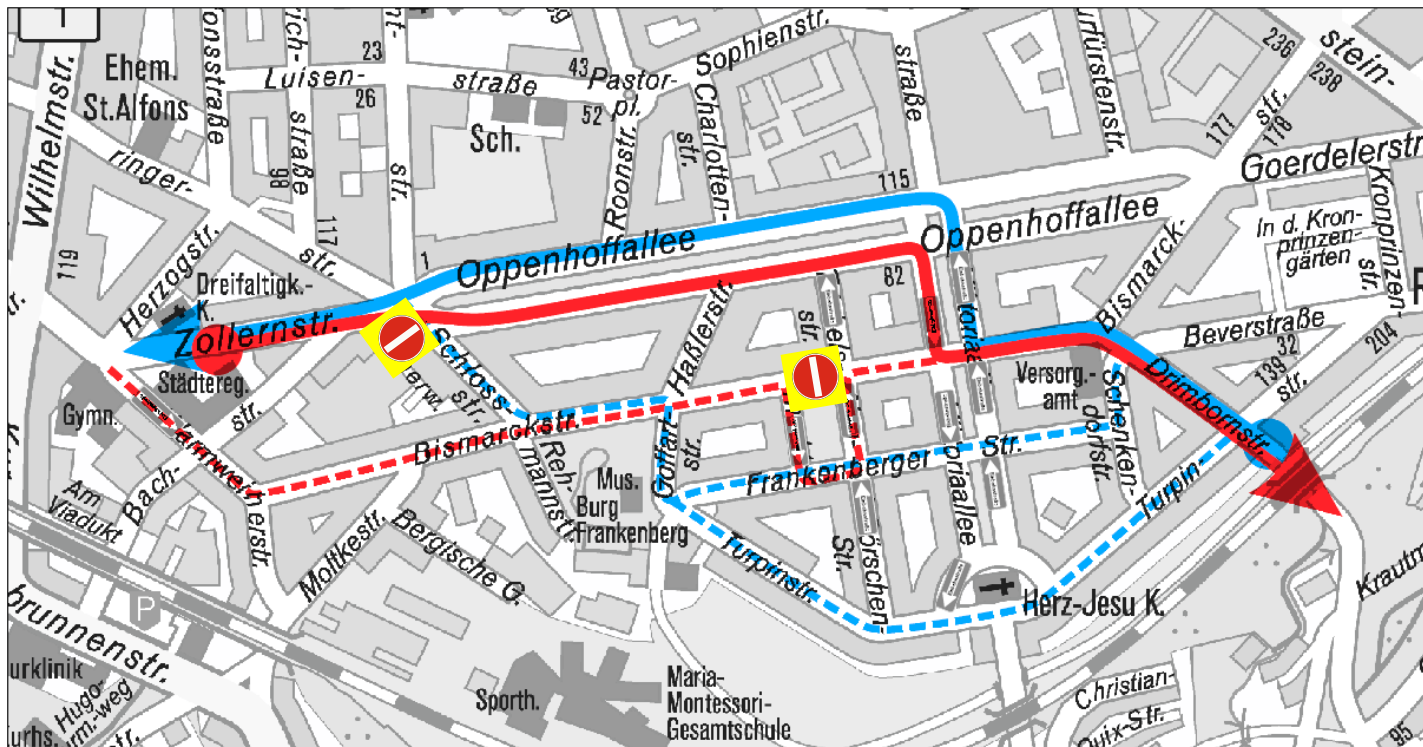 Ehem.
St.Alfons
Wilhelmstr.
119
ringer-
str.
Luisen-
straße
23
26
straße
98
117
43
Pastor-
pl.
52
Sch.
Roonstr.
Sophienstr.
Charlotten-
str.
straße
115
236
238
stein-
177
178
str.
Goerdelerstr
Kronprinzen-
str.
In d. Kron-
prinzen-
gärten
Herzogstr.
Dreifaltigk.-
K.
1
Oppenhoffallee
Oppenhoffallee
82
Zollernstr.
Städtereg.
Gymn.
str.
Bach-
Am
Viadukt
Schloss-
str.
Haßlerstr.
str.
Bismarck-
Beverstraße
32
139
str.
204
Versorg.-
amt
Drimbornstr.
Schenken-
dorfstr.
Bismarckstr.
Reh-
mannstr.
Goffart-
str.
Frankenberger
Str.
Mus.
Burg
Frankenberg
Moltkestr.
Bergische G.
Turpinstr.
Turpin-
Str.
Herz-Jesu K.
Krautm
P
brunnenstr.
urklinik
Hugo-
Sporth.
Maria-
Montessori-
Gesamtschule
Christian-
Quix-Str.
95